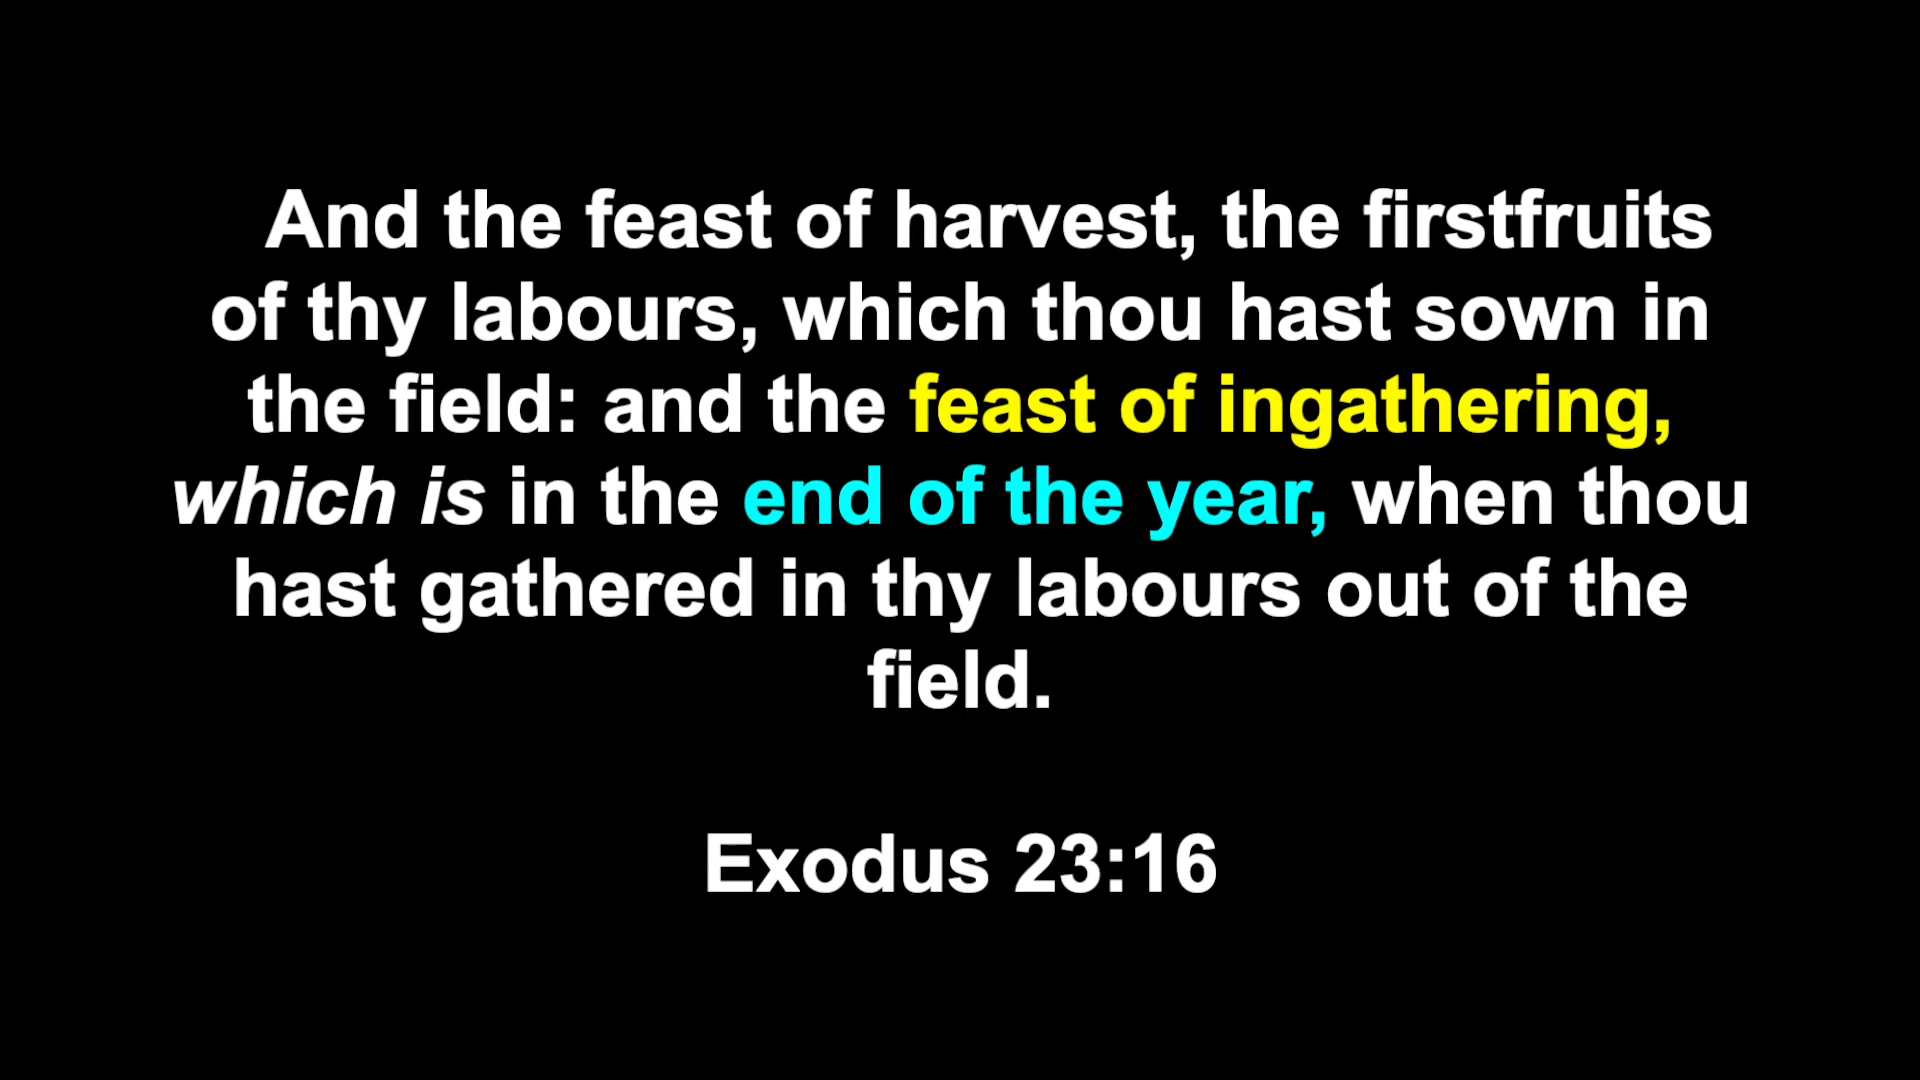 And the feast of harvest, the firstfruits
of thy labours, which thou hast sown in
the field: and the feast of ingathering,
which is in the end of the year, when thou
hast gathered in thy labours out of the
field.
Exodus 23:16